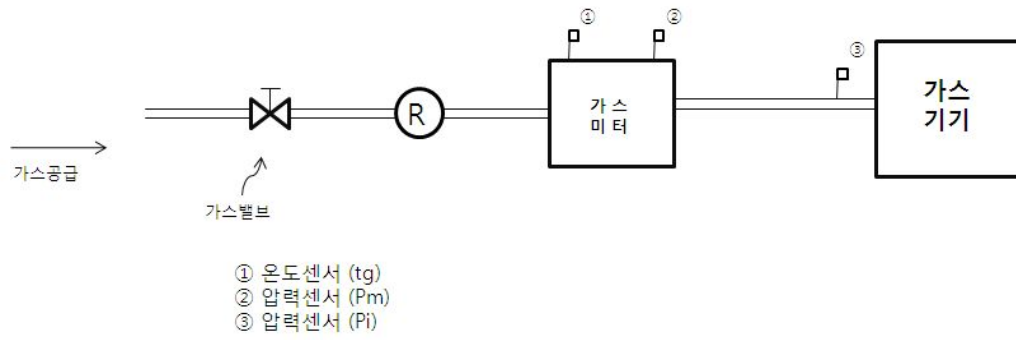 ①
②
③
가스
기기
가 스
미 터
R
가스공급
가스밸브
① 온도센서 (tg)
② 압력센서 (Pm)
③ 압력센서 (Pi)